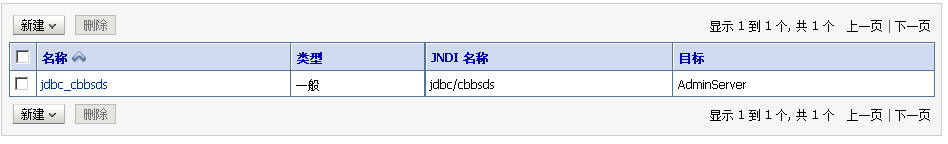 新建 删除 显示 1 到 1 个, 共 1 个 上一页 | 下一页
名称 类型 JNDI 名称 目标
jdbc_cbbsds 一般 jdbc/cbbsds AdminServer
新建 删除 显示 1 到 1 个, 共 1 个 上一页 | 下一页